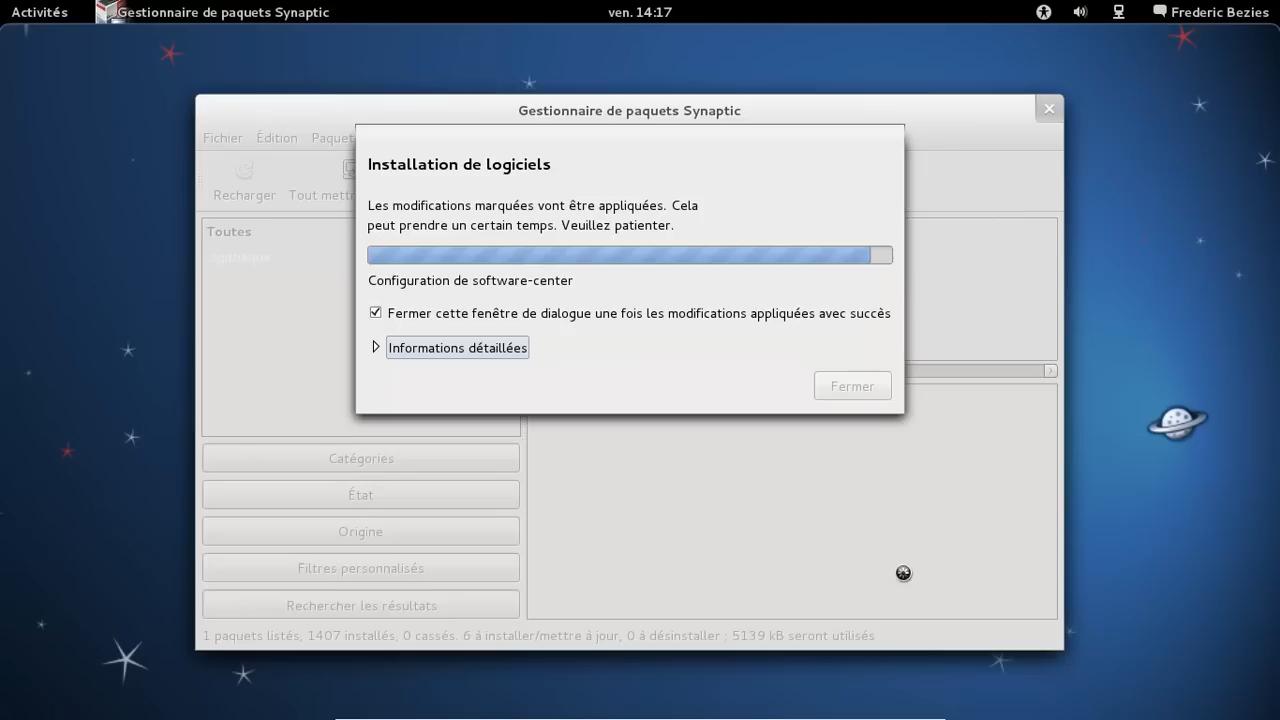 Activités Gestionnaire de paquets Synaptic ven. 14:17 Frederic Bezies
Gestionnaire de paquets Synaptic
Fichier Édition Paquet
Recharger Tout mettr
Installation de logiciels
Les modifications marquées vont être appliquées. Cela
peut prendre un certain temps. Veuillez patienter.
Configuration de software-center
Fermer cette fenêtre de dialogue une fois les modifications appliquées avec succès
Informations détaillées
Fermer
Toutes
Catégories
État
Origine
Filtres personnalisés
Rechercher les résultats
1 paquets listés, 1407 installés, 0 cassés. 6 à installer/mettre à jour, 0 à désinstaller ; 5139 kB seront utilisés